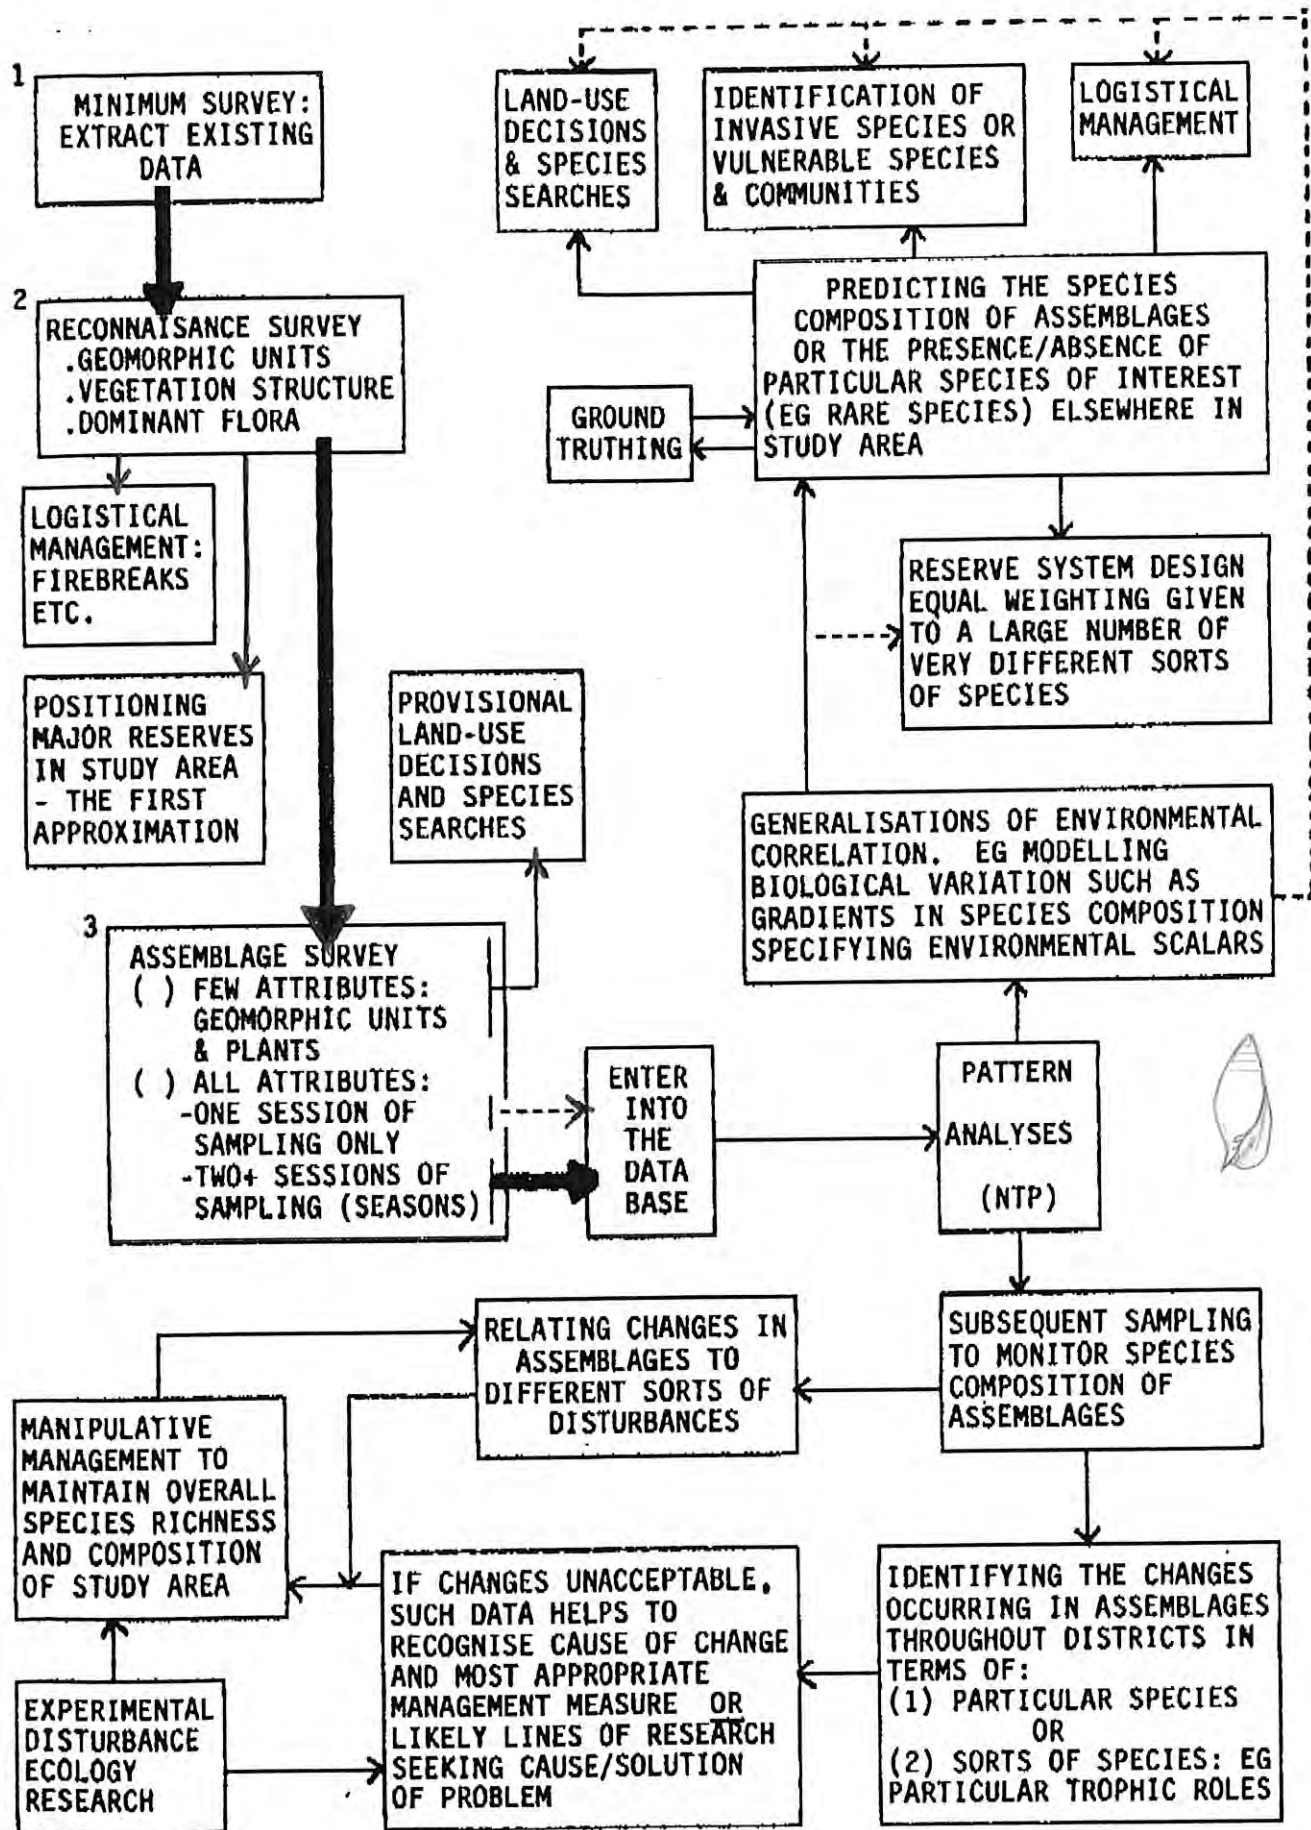 1
MINIMUM SURVEY:
EXTRACT EXISTING
DATA
2
RECONNAISANCE SURVEY
.GEOMORPHIC UNITS
.VEGETATION STRUCTURE
.DOMINANT FLORA
LOGISTICAL
MANAGEMENT:
FIREBREAKS
ETC.
POSITIONING
MAJOR RESERVES
IN STUDY AREA
- THE FIRST
APPROXIMATION
PROVISIONAL
LAND-USE
DECISIONS
AND SPECIES
SEARCHES
3
ASSEMBLAGE SURVEY
( ) FEW ATTRIBUTES:
GEOMORPHIC UNITS
& PLANTS
( ) ALL ATTRIBUTES:
-ONE SESSION OF
SAMPLING ONLY
-TWO+ SESSIONS OF
SAMPLING (SEASONS)
ENTER
INTO
THE
DATA
BASE
PATTERN
ANALYSES
(NTP)
GENERALISATIONS OF ENVIRONMENTAL
CORRELATION. EG MODELLING
BIOLOGICAL VARIATION SUCH AS
GRADIENTS IN SPECIES COMPOSITION
SPECIFYING ENVIRONMENTAL SCALARS
RESERVE SYSTEM DESIGN
EQUAL WEIGHTING GIVEN
TO A LARGE NUMBER OF
VERY DIFFERENT SORTS
OF SPECIES
PREDICTING THE SPECIES
COMPOSITION OF ASSEMBLAGES
OR THE PRESENCE/ABSENCE OF
PARTICULAR SPECIES OF INTEREST
(EG RARE SPECIES) ELSEWHERE IN
STUDY AREA
GROUND
TRUTHING
LAND-USE
DECISIONS
& SPECIES
SEARCHES
IDENTIFICATION OF
INVASIVE SPECIES OR
VULNERABLE SPECIES
& COMMUNITIES
LOGISTICAL
MANAGEMENT
SUBSEQUENT SAMPLING
TO MONITOR SPECIES
COMPOSITION OF
ASSEMBLAGES
RELATING CHANGES IN
ASSEMBLAGES TO
DIFFERENT SORTS OF
DISTURBANCES
MANIPULATIVE
MANAGEMENT TO
MAINTAIN OVERALL
SPECIES RICHNESS
AND COMPOSITION
OF STUDY AREA
IF CHANGES UNACCEPTABLE.
SUCH DATA HELPS TO
RECOGNISE CAUSE OF CHANGE
AND MOST APPROPRIATE
MANAGEMENT MEASURE OR
LIKELY LINES OF RESEARCH
SEEKING CAUSE/SOLUTION
OF PROBLEM
IDENTIFYING THE CHANGES
OCCURRING IN ASSEMBLAGES
THROUGHOUT DISTRICTS IN
TERMS OF:
(1) PARTICULAR SPECIES
OR
(2) SORTS OF SPECIES: EG
PARTICULAR TROPHIC ROLES
EXPERIMENTAL
DISTURBANCE
ECOLOGY
RESEARCH